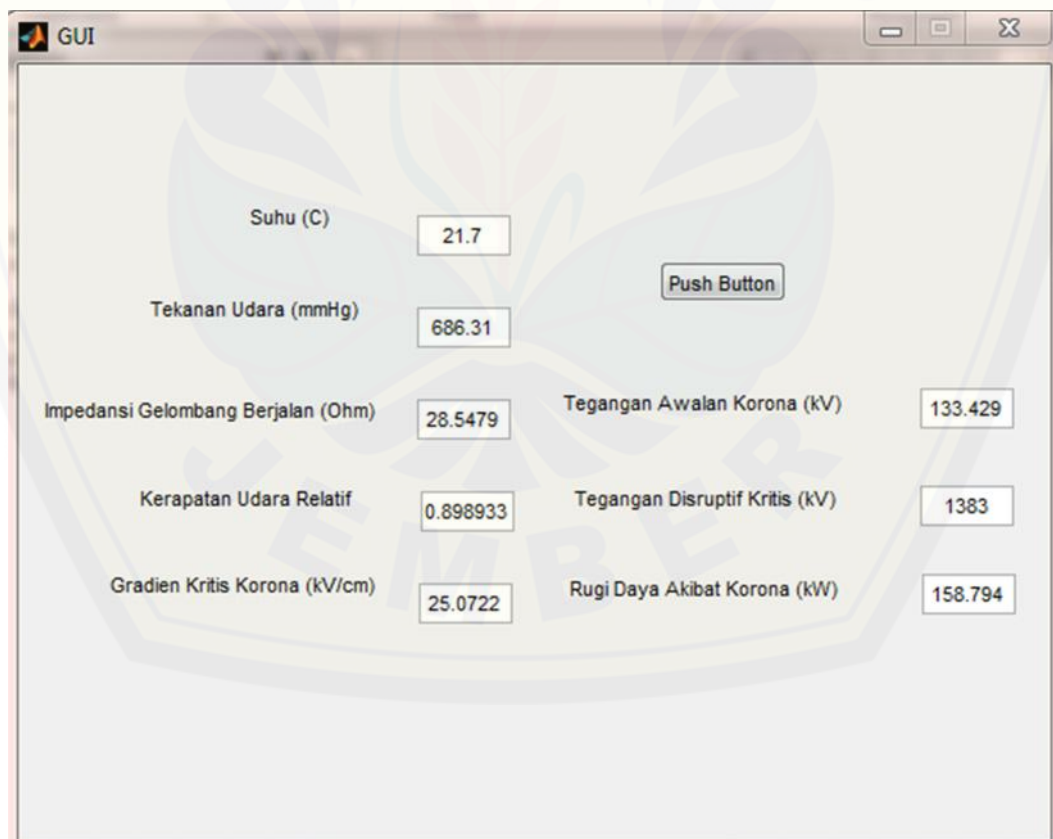 GUI
Suhu (C)
21.7
Push Button
Tekanan Udara (mmHg)
686.31
Impedansi Gelombang Berjalan (Ohm)
28.5479
Tegangan Awalan Korona (kV)
133.429
Kerapatan Udara Relatif
0.898933
Tegangan Disruptif Kritis (kV)
1383
Gradien Kritis Korona (kV/cm)
25.0722
Rugi Daya Akibat Korona (kW)
158.794
JEMBER